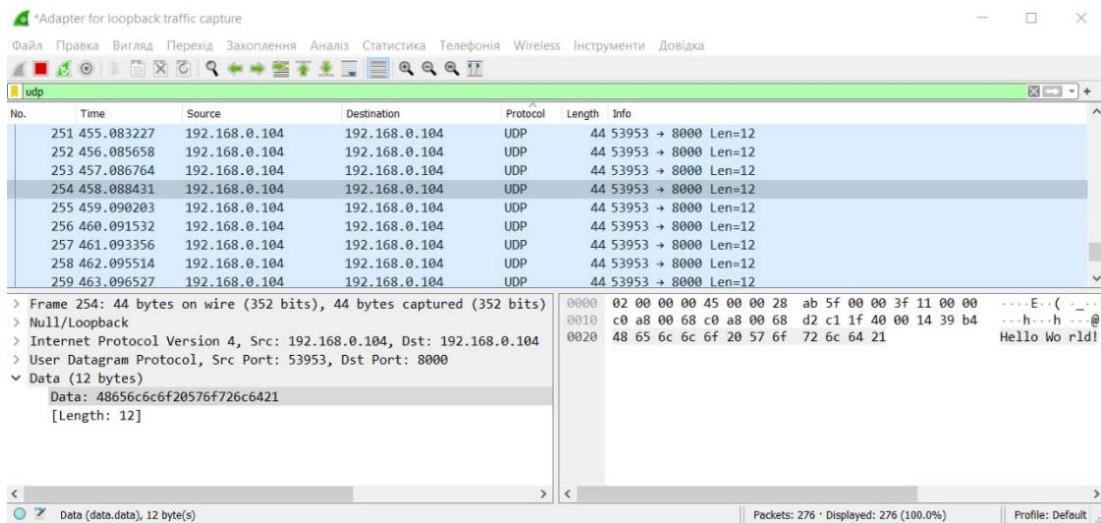 *Adapter for loopback traffic capture
Файл Правка Вигляд Перехід Захоплення Аналіз Статистика Телефонія Wireless Інструменти Довідка
udp
No. Time Source Destination Protocol Length Info
251 455.083227 192.168.0.104 192.168.0.104 UDP 44 53953 → 8000 Len=12
252 456.085658 192.168.0.104 192.168.0.104 UDP 44 53953 → 8000 Len=12
253 457.086764 192.168.0.104 192.168.0.104 UDP 44 53953 → 8000 Len=12
254 458.088431 192.168.0.104 192.168.0.104 UDP 44 53953 → 8000 Len=12
255 459.090203 192.168.0.104 192.168.0.104 UDP 44 53953 → 8000 Len=12
256 460.091532 192.168.0.104 192.168.0.104 UDP 44 53953 → 8000 Len=12
257 461.093356 192.168.0.104 192.168.0.104 UDP 44 53953 → 8000 Len=12
258 462.095514 192.168.0.104 192.168.0.104 UDP 44 53953 → 8000 Len=12
259 463.096527 192.168.0.104 192.168.0.104 UDP 44 53953 → 8000 Len=12
> Frame 254: 44 bytes on wire (352 bits), 44 bytes captured (352 bits)
> Null/Loopback
> Internet Protocol Version 4, Src: 192.168.0.104, Dst: 192.168.0.104
> User Datagram Protocol, Src Port: 53953, Dst Port: 8000
Data (12 bytes)
Data: 48656c6c6f20576f726c6421
[Length: 12]
0000 02 00 00 00 45 00 00 28 ab 5f 00 00 3f 11 00 00 ····E··( ·_··
0010 c0 a8 00 68 c0 a8 00 68 d2 c1 1f 40 00 14 39 b4 ···h···h ···@
0020 48 65 6c 6c 6f 20 57 6f 72 6c 64 21 Hello Wo rld!
Data (data.data), 12 byte(s)
Packets: 276 · Displayed: 276 (100.0%)
Profile: Default